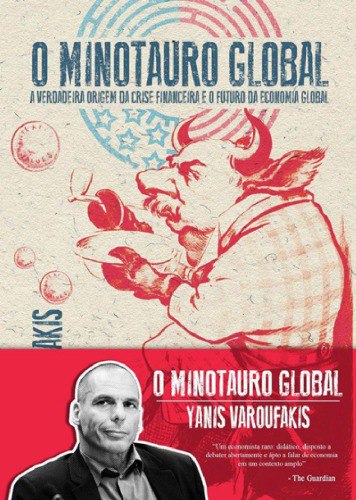 O MINOTAURO GLOBAL
A VERDADEIRA ORIGEM DA CRISE FINANCEIRA E O FUTURO DA ECONOMIA GLOBAL
AKIS
O MINOTAURO GLOBAL
YANIS VAROUFAKIS
"Um economista raro: didático, disposto a
debater abertamente e apto a falar de economia
em um contexto amplo"
- The Guardian